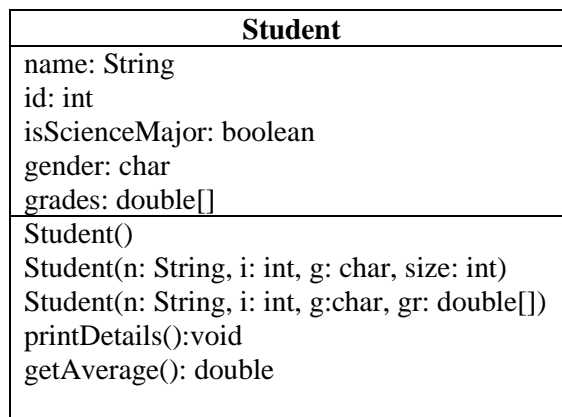 Student
name: String
id: int
isScienceMajor: boolean
gender: char
grades: double[]
Student()
Student(n: String, i: int, g: char, size: int)
Student(n: String, i: int, g:char, gr: double[])
printDetails():void
getAverage(): double